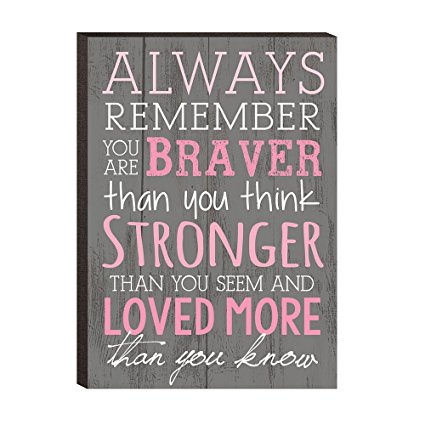 ALWAYS
REMEMBER
YOU ARE BRAVER
than you think
STRONGER
THAN YOU SEEM AND
LOVED MORE
than you know